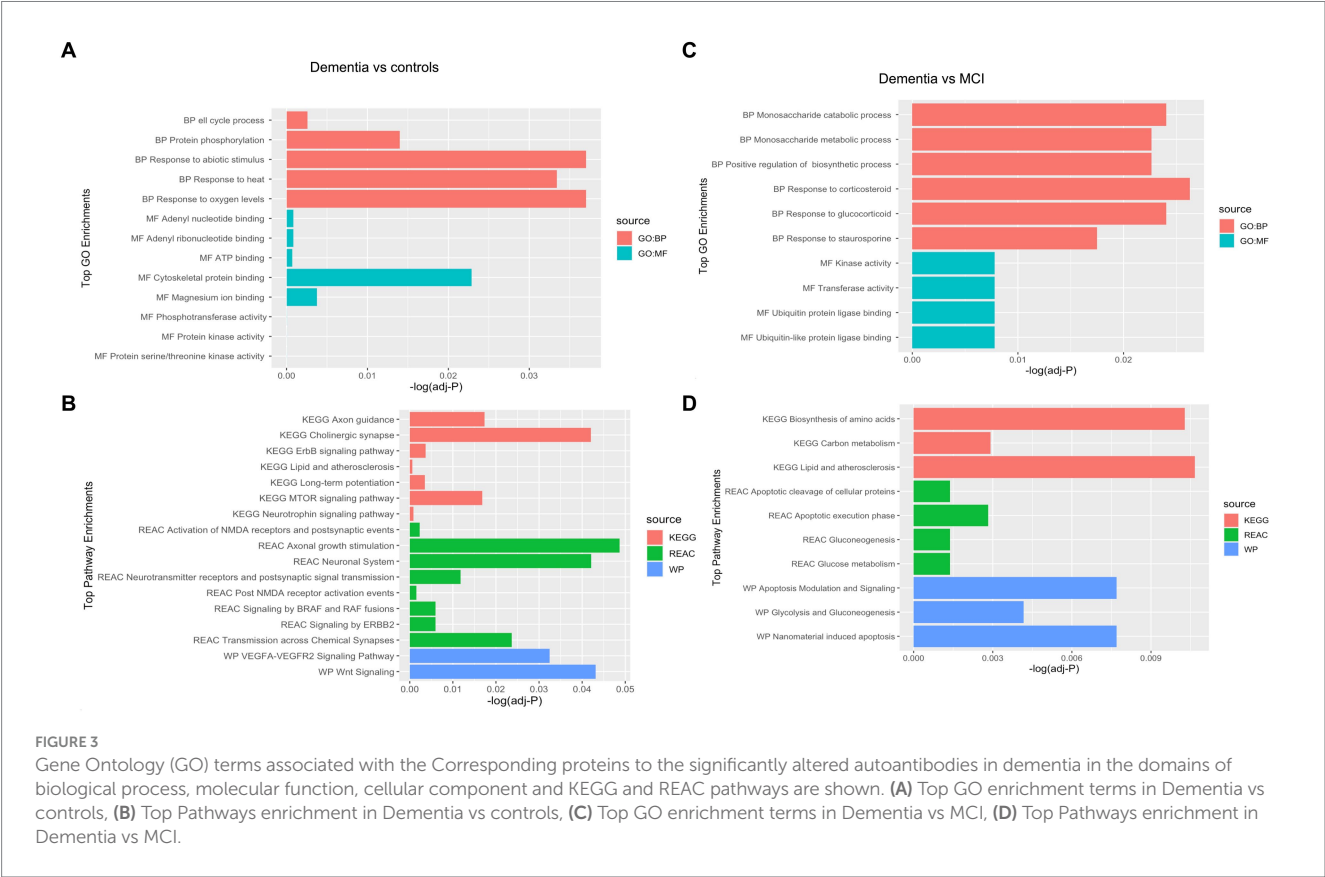 A
Dementia vs controls
Top GO Enrichments
BP ell cycle process
BP Protein phosphorylation
BP Response to abiotic stimulus
BP Response to heat
BP Response to oxygen levels
MF Adenyl nucleotide binding
MF Adenyl ribonucleotide binding
MF ATP binding
MF Cytoskeletal protein binding
MF Magnesium ion binding
MF Phosphotransferase activity
MF Protein kinase activity
MF Protein serine/threonine kinase activity
0.00 0.01 0.02 0.03
-log(adj-P)
source
GO:BP
GO:MF
C
Dementia vs MCI
Top GO Enrichments
BP Monosaccharide catabolic process
BP Monosaccharide metabolic process
BP Positive regulation of biosynthetic process
BP Response to corticosteroid
BP Response to glucocorticoid
BP Response to staurosporine
MF Kinase activity
MF Transferase activity
MF Ubiquitin protein ligase binding
MF Ubiquitin-like protein ligase binding
0.00 0.01 0.02
-log(adj-P)
source
GO:BP
GO:MF
B
Top Pathway Enrichments
KEGG Axon guidance
KEGG Cholinergic synapse
KEGG ErbB signaling pathway
KEGG Lipid and atherosclerosis
KEGG Long-term potentiation
KEGG MTOR signaling pathway
KEGG Neurotrophin signaling pathway
REAC Activation of NMDA receptors and postsynaptic events
REAC Axonal growth stimulation
REAC Neuronal System
REAC Neurotransmitter receptors and postsynaptic signal transmission
REAC Post NMDA receptor activation events
REAC Signaling by BRAF and RAF fusions
REAC Signaling by ERBB2
REAC Transmission across Chemical Synapses
WP VEGFA-VEGFR2 Signaling Pathway
WP Wnt Signaling
0.00 0.01 0.02 0.03 0.04 0.05
-log(adj-P)
source
KEGG
REAC
WP
D
Top Pathway Enrichments
KEGG Biosynthesis of amino acids
KEGG Carbon metabolism
KEGG Lipid and atherosclerosis
REAC Apoptotic cleavage of cellular proteins
REAC Apoptotic execution phase
REAC Gluconeogenesis
REAC Glucose metabolism
WP Apoptosis Modulation and Signaling
WP Glycolysis and Gluconeogenesis
WP Nanomaterial induced apoptosis
0.000 0.003 0.006 0.009
-log(adj-P)
source
KEGG
REAC
WP
FIGURE 3
Gene Ontology (GO) terms associated with the Corresponding proteins to the significantly altered autoantibodies in dementia in the domains of
biological process, molecular function, cellular component and KEGG and REAC pathways are shown. (A) Top GO enrichment terms in Dementia vs
controls, (B) Top Pathways enrichment in Dementia vs controls, (C) Top GO enrichment terms in Dementia vs MCI, (D) Top Pathways enrichment in
Dementia vs MCI.